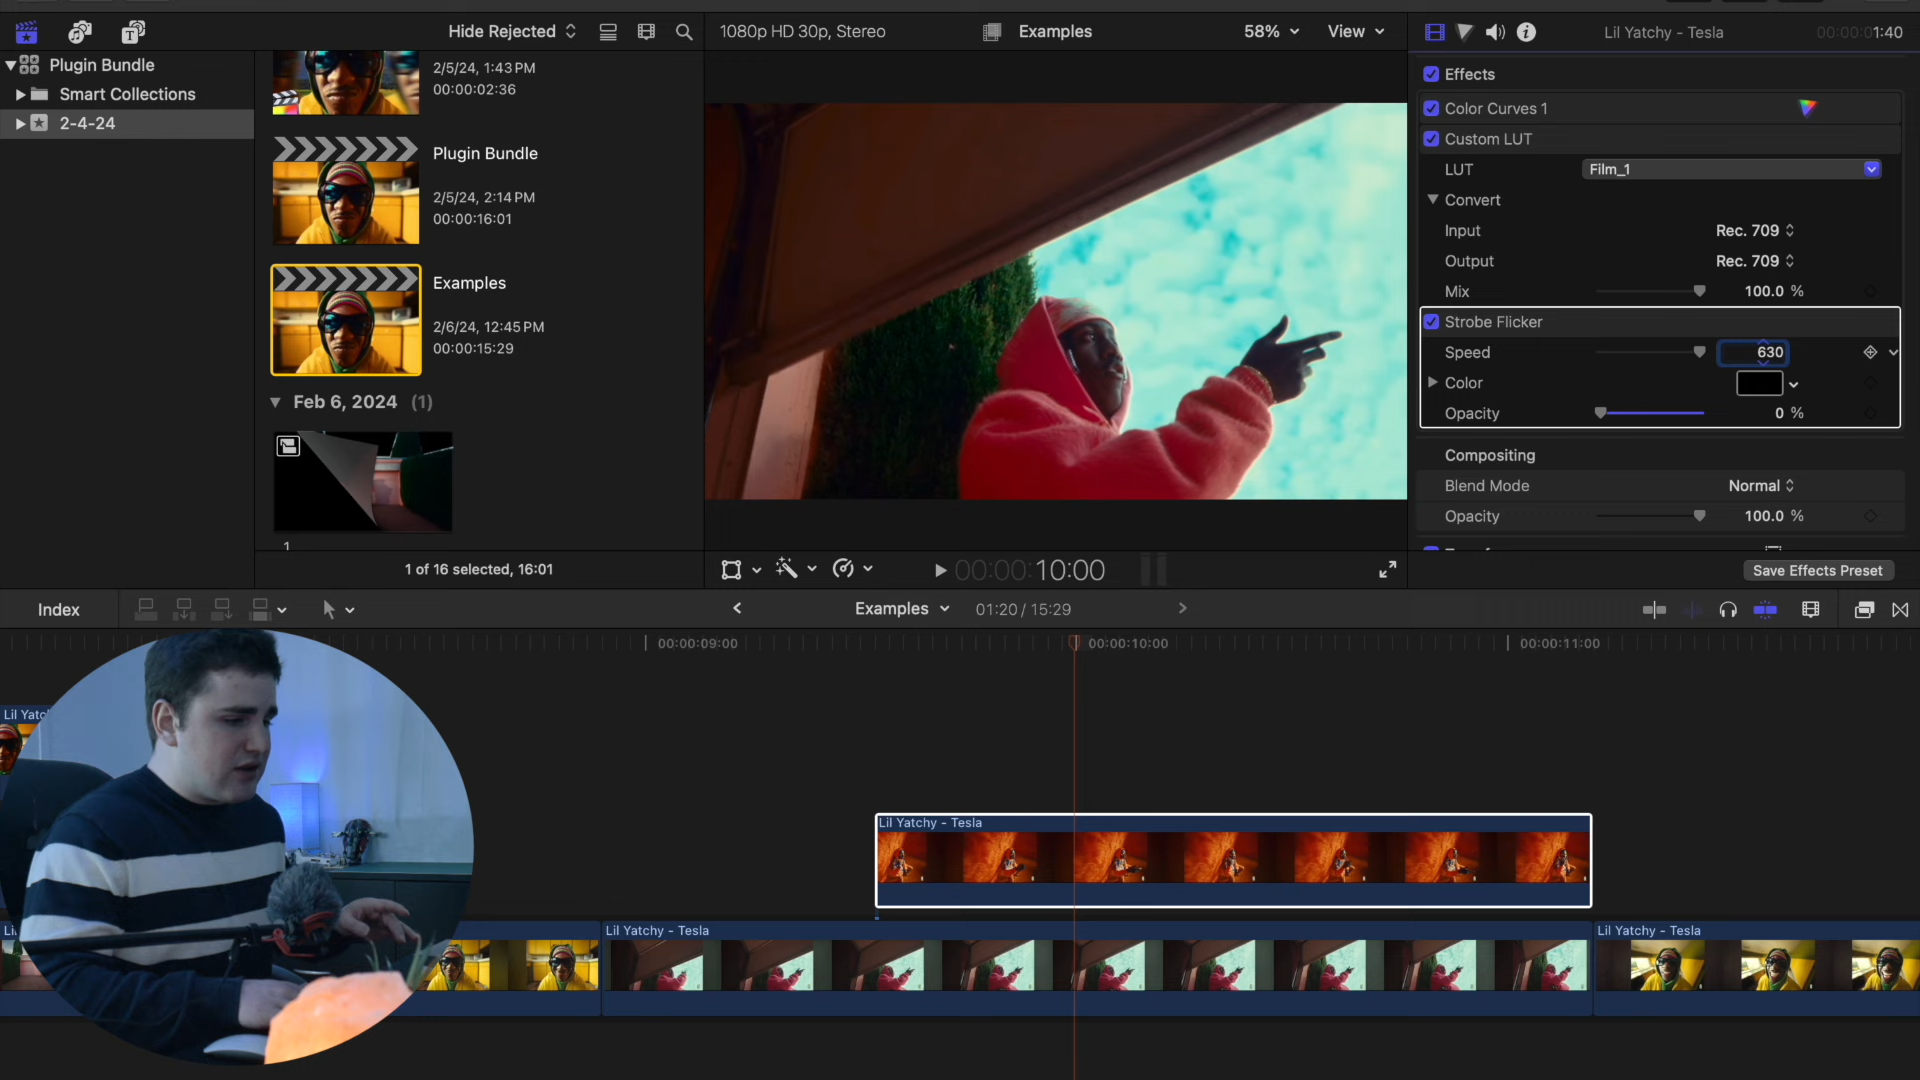 Hide Rejected
1080p HD 30p, Stereo
Examples
58%
View
Lil Yatchy - Tesla
00:00:01:40
Plugin Bundle
Smart Collections
2-4-24
2/5/24, 1:43 PM
00:00:02:36
Plugin Bundle
2/5/24, 2:14 PM
00:00:16:01
Examples
2/6/24, 12:45 PM
00:00:15:29
Feb 6, 2024 (1)
1
1 of 16 selected, 16:01
Effects
Color Curves 1
Custom LUT
LUT
Film_1
Convert
Input
Rec. 709
Output
Rec. 709
Mix
100.0 %
Strobe Flicker
Speed
630
Color
Opacity
0 %
Compositing
Blend Mode
Normal
Opacity
100.0 %
Save Effects Preset
00:00:10:00
Index
Examples
01:20 / 15:29
00:00:09:00
00:00:10:00
00:00:11:00
Lil Yatchy - Tesla
Lil Yatchy - Tesla
Lil Yatchy - Tesla